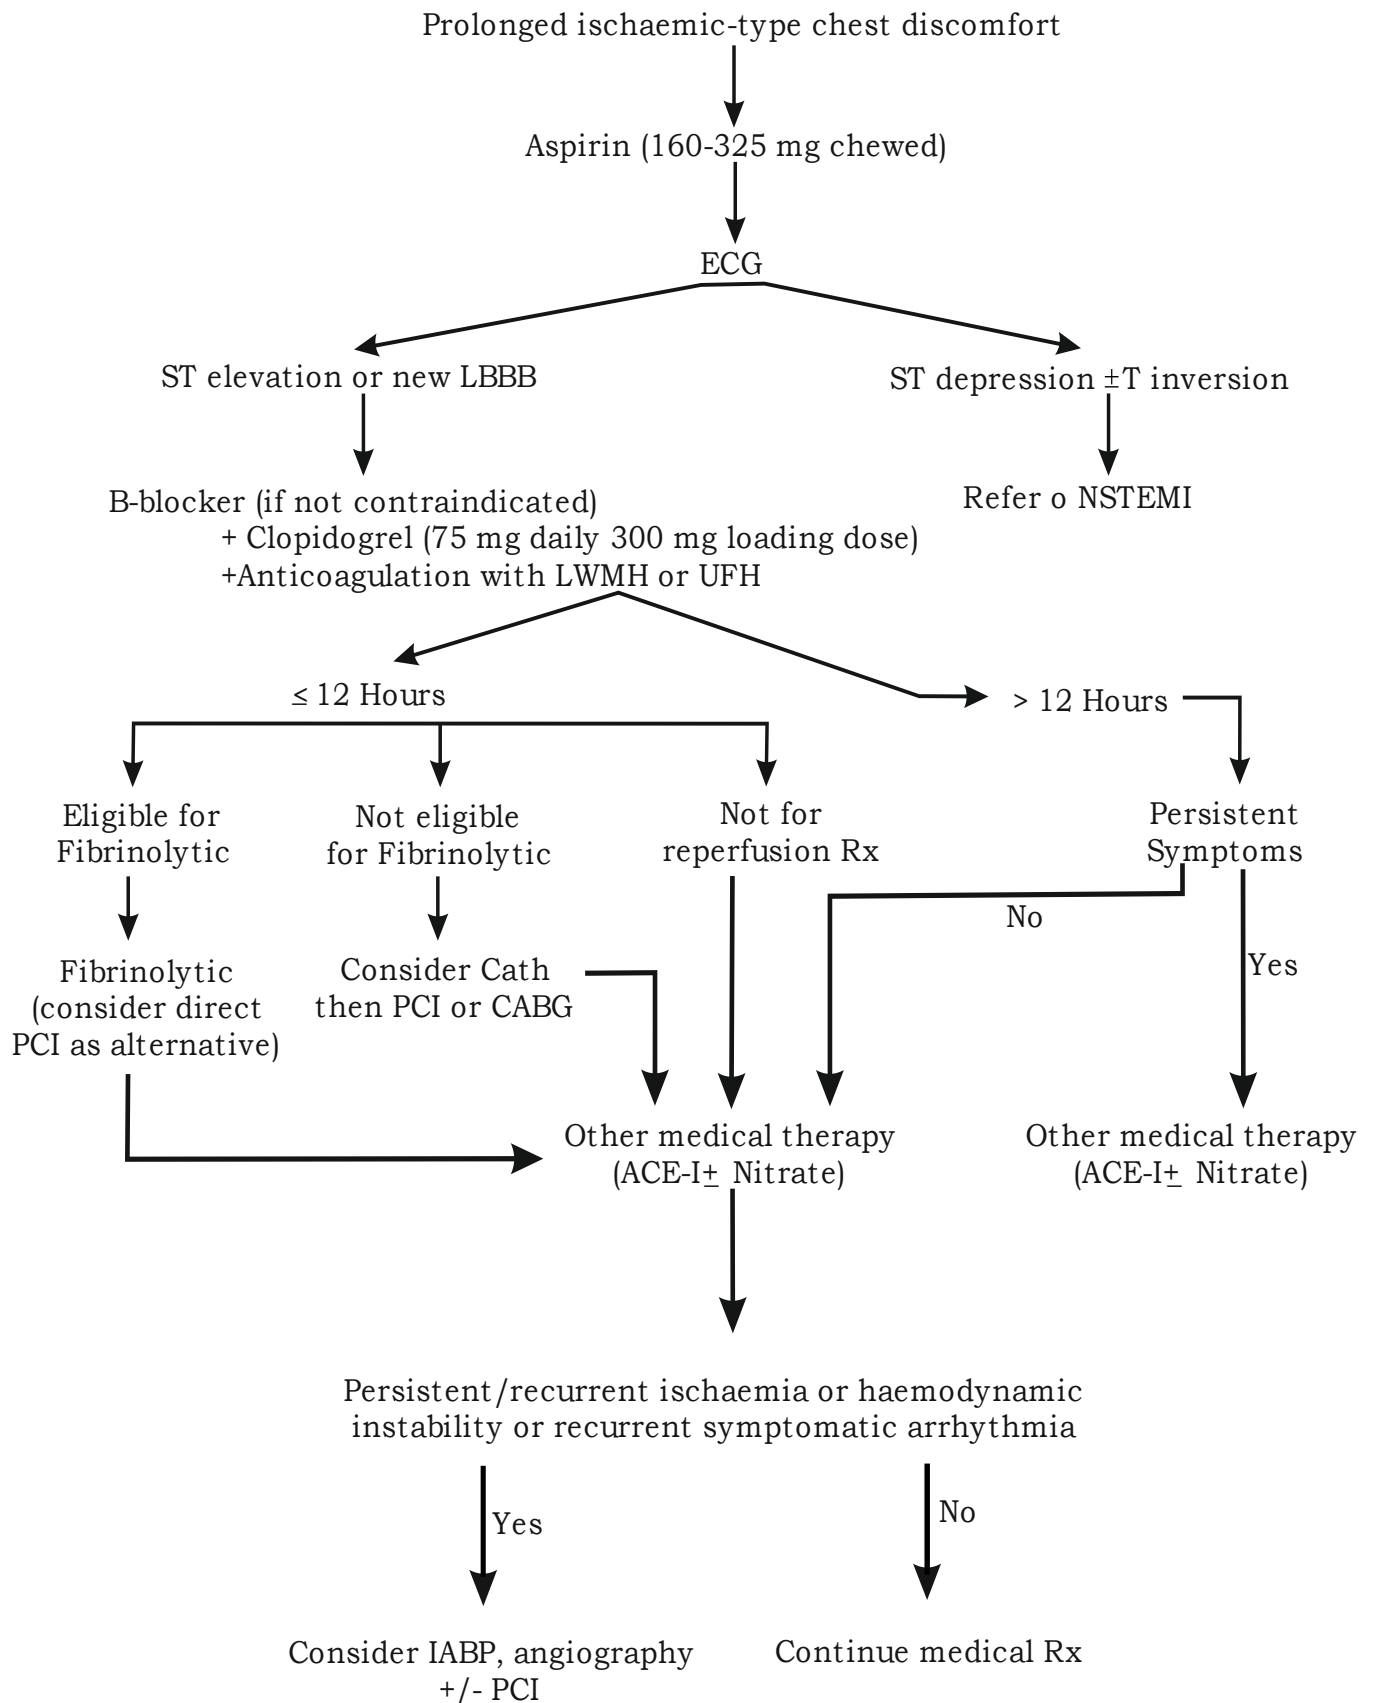 Prolonged ischaemic-type chest discomfort
Aspirin (160-325 mg chewed)
ECG
ST elevation or new LBBB
ST depression ±T inversion
B-blocker (if not contraindicated)
+ Clopidogrel (75 mg daily 300 mg loading dose)
+Anticoagulation with LWMH or UFH
Refer o NSTEMI
≤ 12 Hours
> 12 Hours
Eligible for
Fibrinolytic
Not eligible
for Fibrinolytic
Not for
reperfusion Rx
Persistent
Symptoms
No
Yes
Fibrinolytic
(consider direct
PCI as alternative)
Consider Cath
then PCI or CABG
Other medical therapy
(ACE-I± Nitrate)
Other medical therapy
(ACE-I± Nitrate)
Persistent/recurrent ischaemia or haemodynamic
instability or recurrent symptomatic arrhythmia
Yes
No
Consider IABP, angiography
+/- PCI
Continue medical Rx